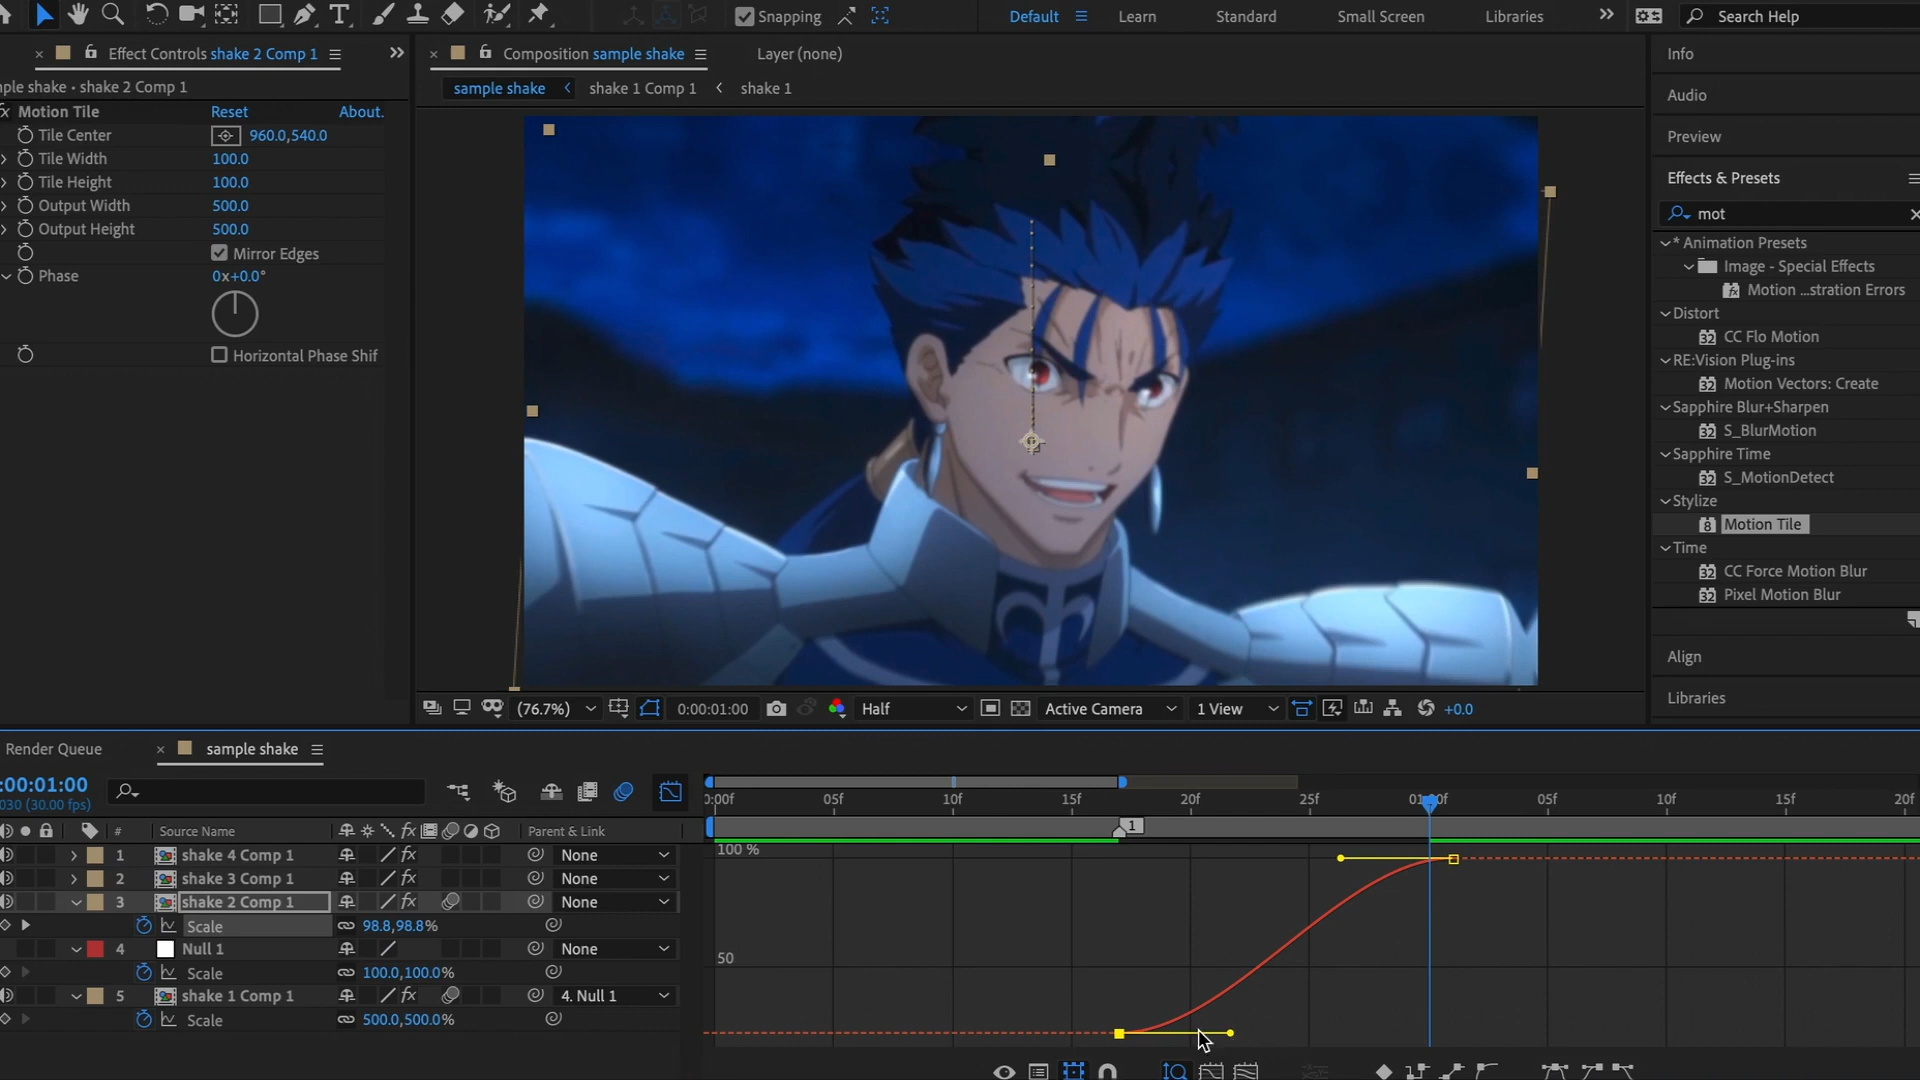 Snapping
Default
Learn
Standard
Small Screen
Libraries
Search Help
Effect Controls shake 2 Comp 1
Composition sample shake
Layer (none)
Info
ple shake • shake 2 Comp 1
sample shake
shake 1 Comp 1
shake 1
Audio
fx Motion Tile Reset About.
Preview
Tile Center 960.0,540.0
Tile Width 100.0
Effects & Presets
Tile Height 100.0
Output Width 500.0
mot
Output Height 500.0
Mirror Edges
Phase 0x+0.0°
Horizontal Phase Shif
* Animation Presets
Image - Special Effects
Motion ...stration Errors
Distort
CC Flo Motion
RE:Vision Plug-ins
Motion Vectors: Create
Sapphire Blur+Sharpen
S_BlurMotion
Sapphire Time
S_MotionDetect
Stylize
Motion Tile
Time
CC Force Motion Blur
Pixel Motion Blur
Align
Libraries
(76.7%)
0:00:01:00
Half
Active Camera
1 View
+0.0
Render Queue
sample shake
:00:01:00
030 (30.00 fps)
0:00f 05f 10f 15f 20f 25f 01:00f 05f 10f 15f 20f
1
# Source Name fx Parent & Link
1 shake 4 Comp 1 fx None
2 shake 3 Comp 1 fx None
3 shake 2 Comp 1 fx None
Scale 98.8,98.8%
4 Null 1 None
Scale 100.0,100.0%
5 shake 1 Comp 1 fx 4. Null 1
Scale 500.0,500.0%
100 %
50